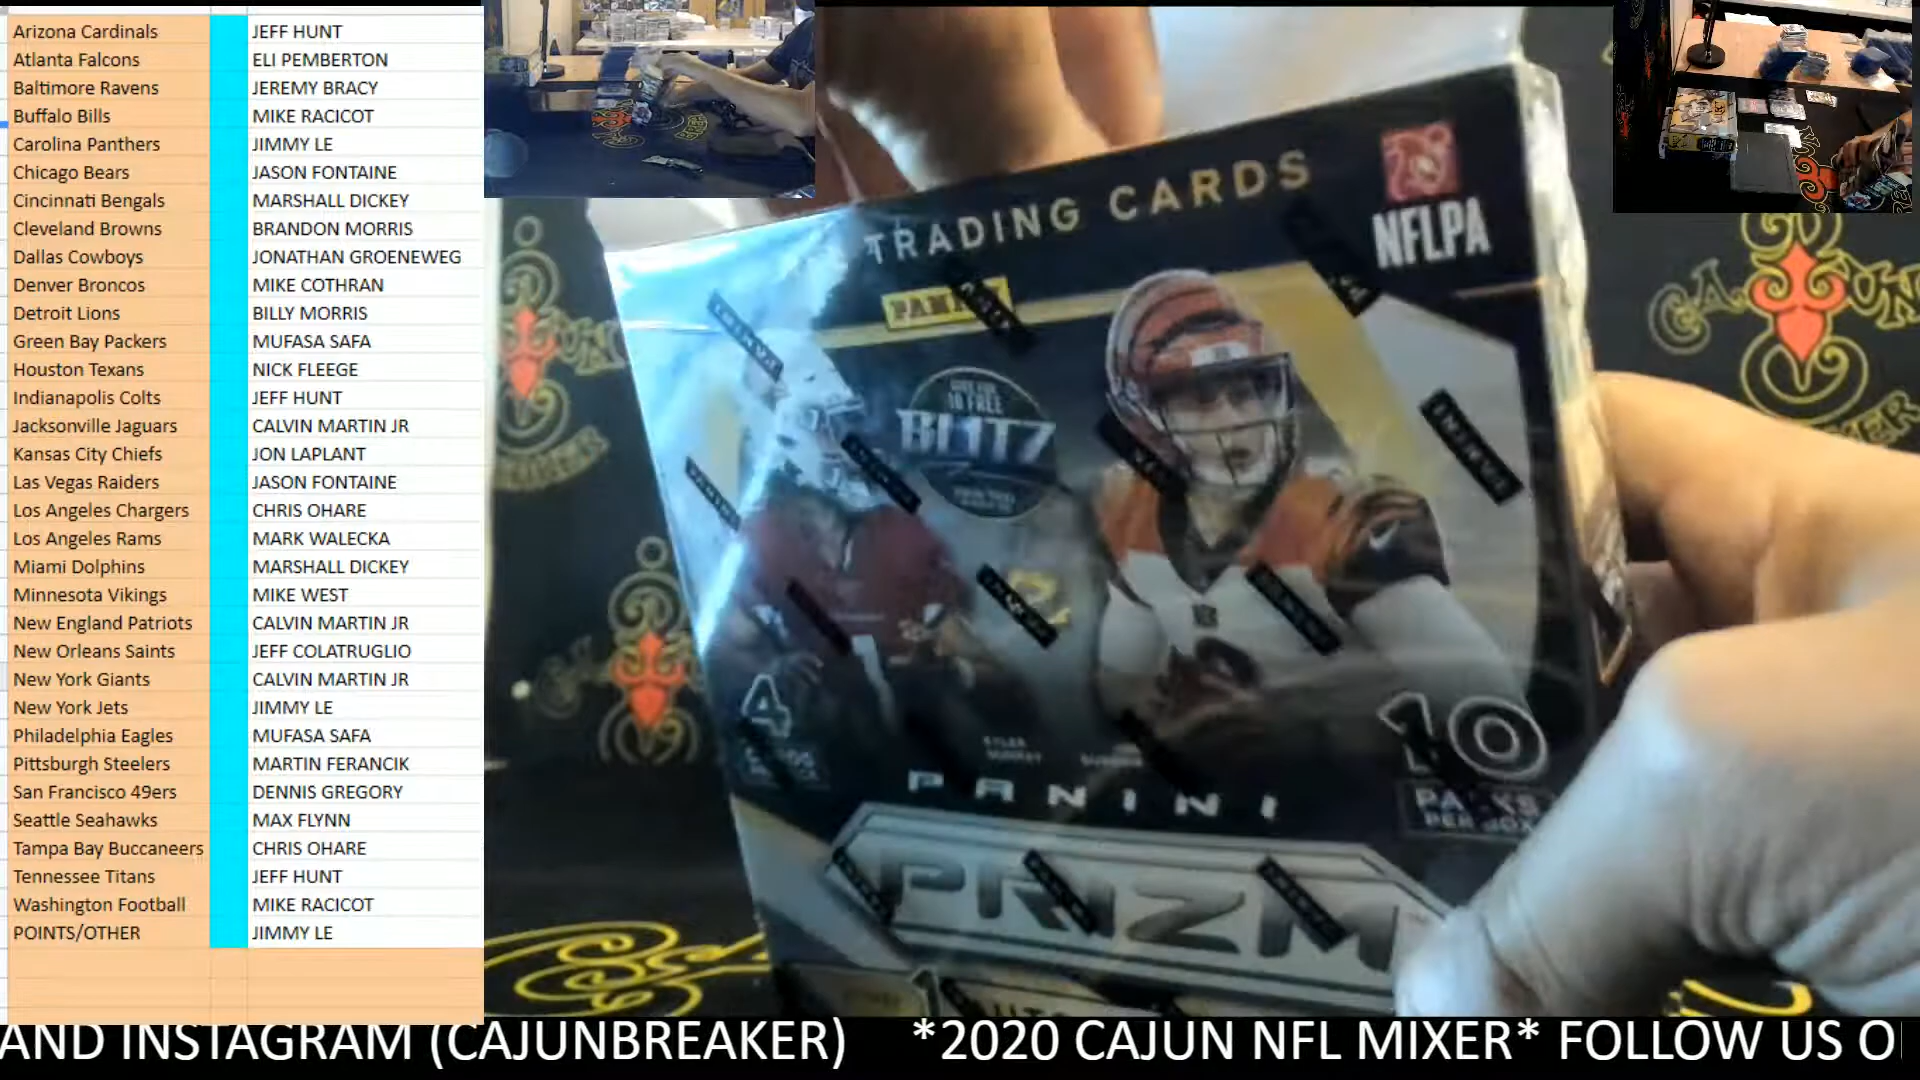 Arizona Cardinals JEFF HUNT
Atlanta Falcons ELI PEMBERTON
Baltimore Ravens JEREMY BRACY
Buffalo Bills MIKE RACICOT
Carolina Panthers JIMMY LE
Chicago Bears JASON FONTAINE
Cincinnati Bengals MARSHALL DICKEY
Cleveland Browns BRANDON MORRIS
Dallas Cowboys JONATHAN GROENEWEG
Denver Broncos MIKE COTHRAN
Detroit Lions BILLY MORRIS
Green Bay Packers MUFASA SAFA
Houston Texans NICK FLEEGE
Indianapolis Colts JEFF HUNT
Jacksonville Jaguars CALVIN MARTIN JR
Kansas City Chiefs JON LAPLANT
Las Vegas Raiders JASON FONTAINE
Los Angeles Chargers CHRIS OHARE
Los Angeles Rams MARK WALECKA
Miami Dolphins MARSHALL DICKEY
Minnesota Vikings MIKE WEST
New England Patriots CALVIN MARTIN JR
New Orleans Saints JEFF COLATRUGLIO
New York Giants CALVIN MARTIN JR
New York Jets JIMMY LE
Philadelphia Eagles MUFASA SAFA
Pittsburgh Steelers MARTIN FERANCIK
San Francisco 49ers DENNIS GREGORY
Seattle Seahawks MAX FLYNN
Tampa Bay Buccaneers CHRIS OHARE
Tennessee Titans JEFF HUNT
Washington Football MIKE RACICOT
POINTS/OTHER JIMMY LE
TRADING CARDS
NFLPA
PANINI
10 FREE
BLITZ
4
10
PACKS
PER BOX
PANINI
PRIZM
AND INSTAGRAM (CAJUNBREAKER) *2020 CAJUN NFL MIXER* FOLLOW US O